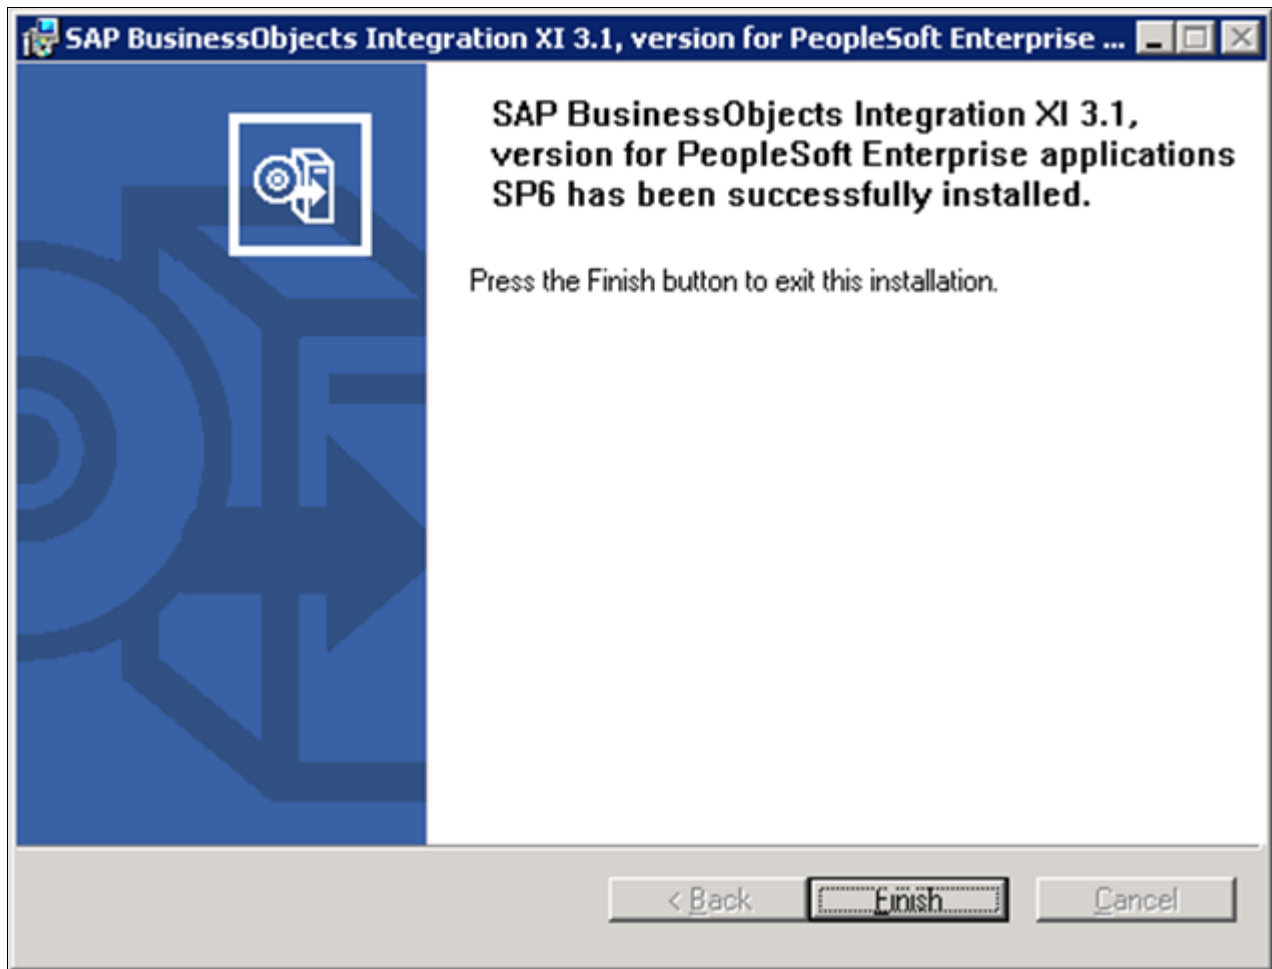 SAP BusinessObjects Integration XI 3.1, version for PeopleSoft Enterprise ...
SAP BusinessObjects Integration XI 3.1,
version for PeopleSoft Enterprise applications
SP6 has been successfully installed.
Press the Finish button to exit this installation.
< Back
Finish
Cancel